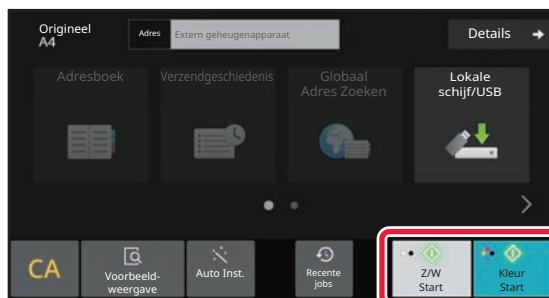 Origineel
A4
Adres
Extern geheugenapparaat
Details
Adresboek
Verzendgeschiedenis
Globaal
Adres Zoeken
Lokale
schijf/USB
CA
Voorbeeld-
weergave
Auto Inst.
Recente
jobs
Z/W
Start
Kleur
Start